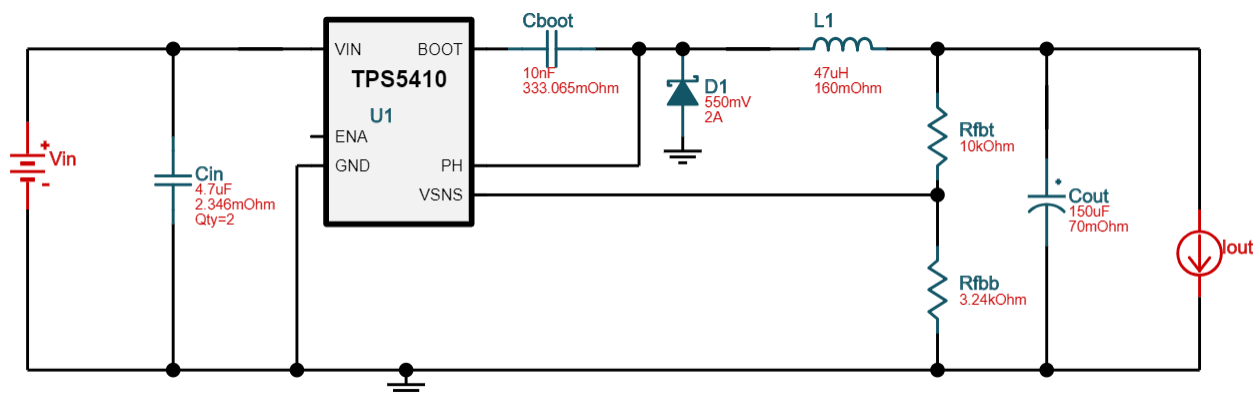 Vin
Cin
4.7uF
2.346mOhm
Qty=2
VIN
BOOT
TPS5410
U1
ENA
GND
PH
VSNS
Cboot
10nF
333.065mOhm
D1
550mV
2A
L1
47uH
160mOhm
Rfbt
10kOhm
Rfbb
3.24kOhm
Cout
150uF
70mOhm
Iout